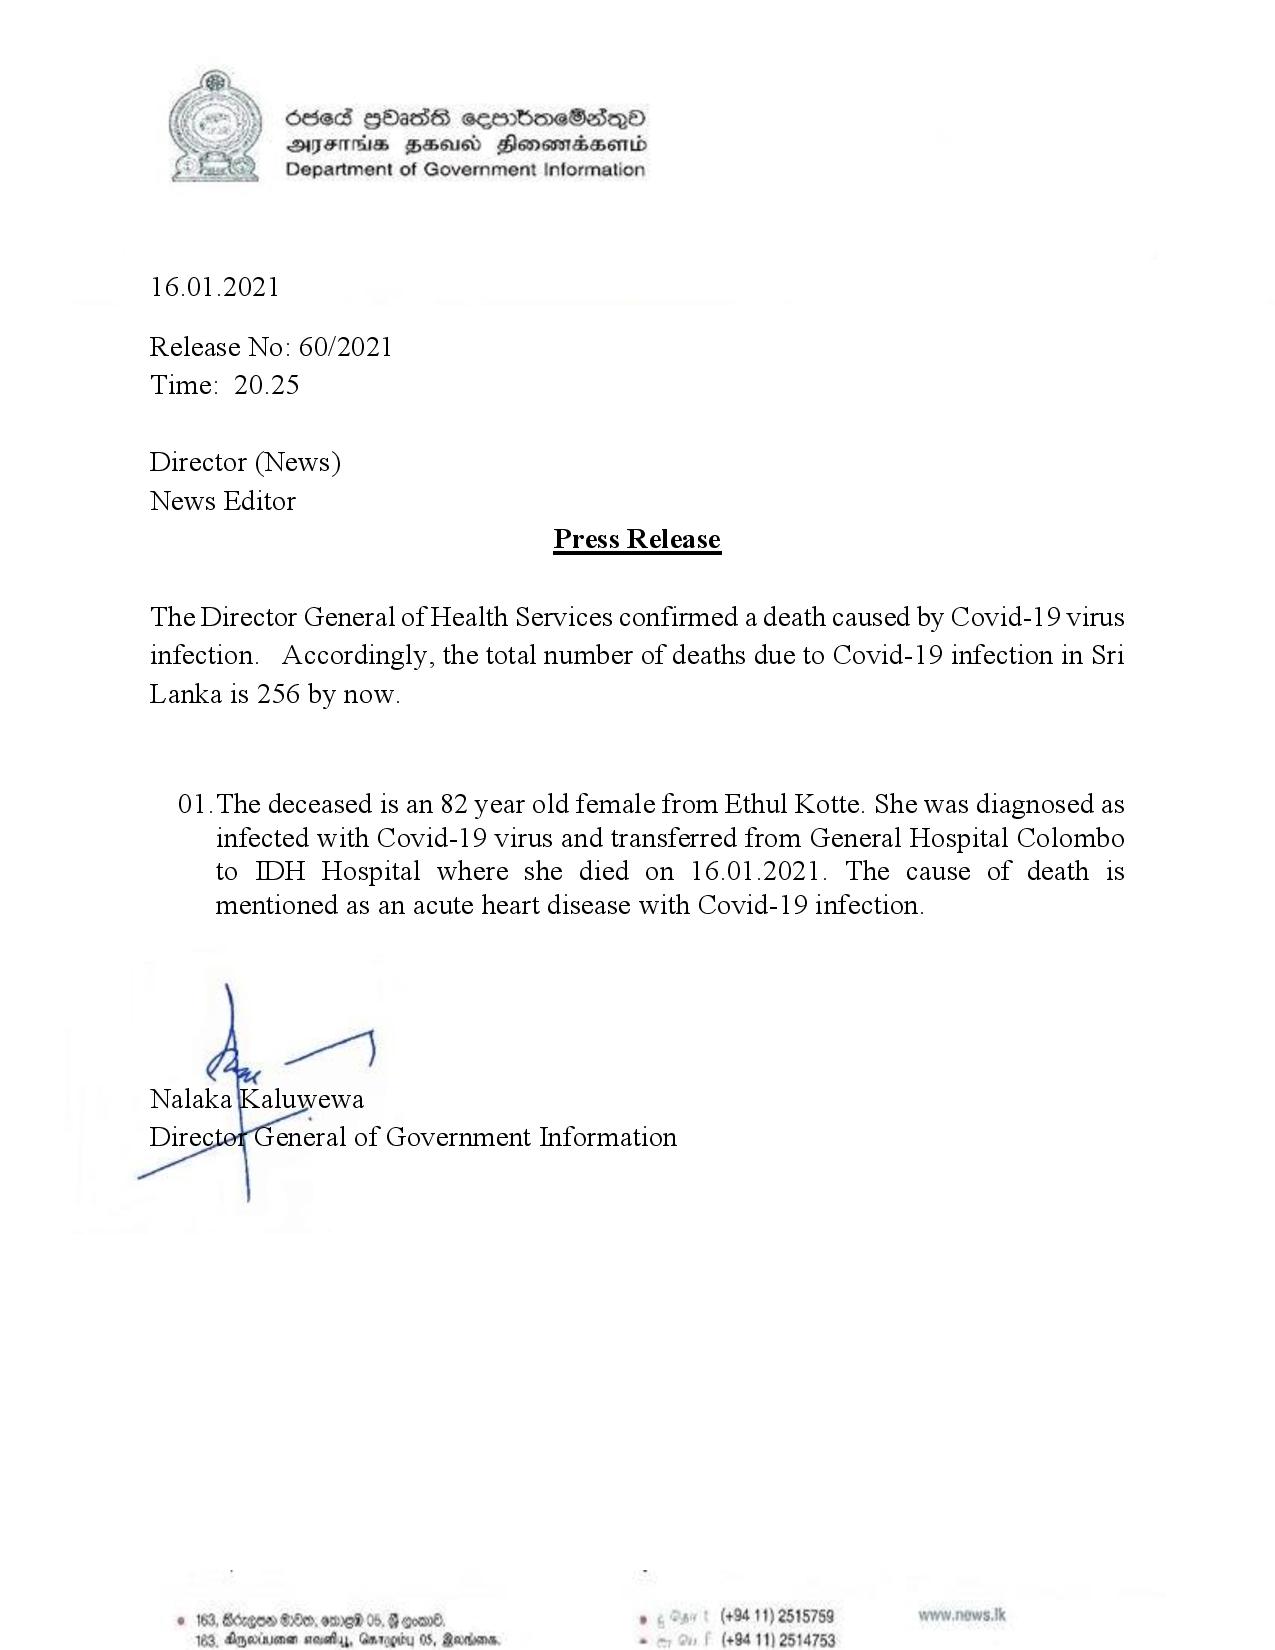 රජයේ ප්‍රවෘත්ති දෙපාර්තමේන්තුව
அரசாங்க தகவல் திணைக்களம்
Department of Government Information
16.01.2021
Release No: 60/2021
Time: 20.25
Director (News)
News Editor
Press Release
The Director General of Health Services confirmed a death caused by Covid-19 virus
infection. Accordingly, the total number of deaths due to Covid-19 infection in Sri
Lanka is 256 by now.
01. The deceased is an 82 year old female from Ethul Kotte. She was diagnosed as
infected with Covid-19 virus and transferred from General Hospital Colombo
to IDH Hospital where she died on 16.01.2021. The cause of death is
mentioned as an acute heart disease with Covid-19 infection.
Nalaka Kaluwewa
Director General of Government Information
163, කිරුලපන මාවත, කොළඹ 05, ශ්‍රී ලංකාව.
163, கிருலப்பனை எவனியூ, கொழும்பு 05, இலங்கை.
(+94 11) 2515759
(+94 11) 2514753
www.news.lk